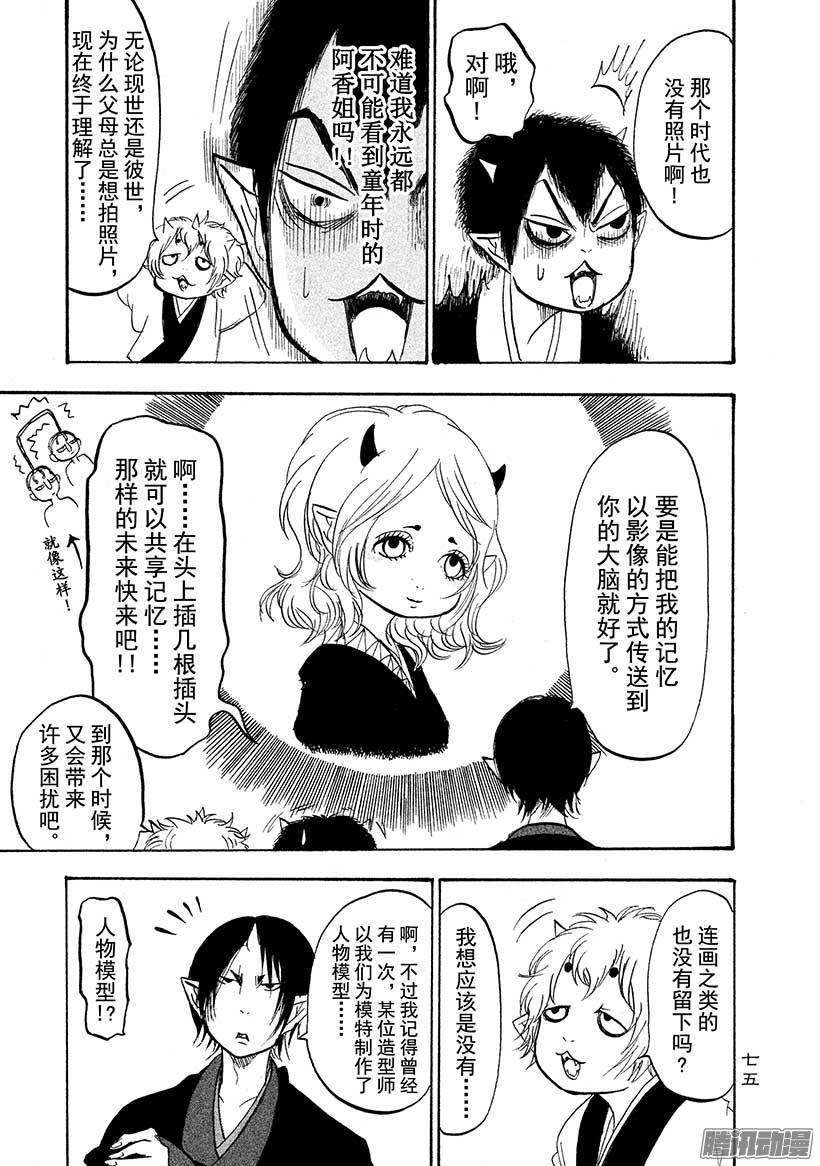 那个时代也
没有照片啊！
哦，
对啊！
难道我永远都
不可能看到童年时的
阿香姐吗！！
无论现世还是彼世，
为什么父母总是想拍照片，
现在终于理解了……
要是能把我的记忆
以影像的方式传送到
你的大脑就好了。
啊……在头上插几根插头
就可以共享记忆……
那样的未来快来吧！！
就像这样！
到那个时候，
又会带来
许多困扰吧。
连画之类的
也没有留下吗？
我想应该是没有……
啊，不过我记得曾经
有一次，某位造型师
以我们为模特制作了
人物模型……
人物模型！？
七五
腾讯动漫